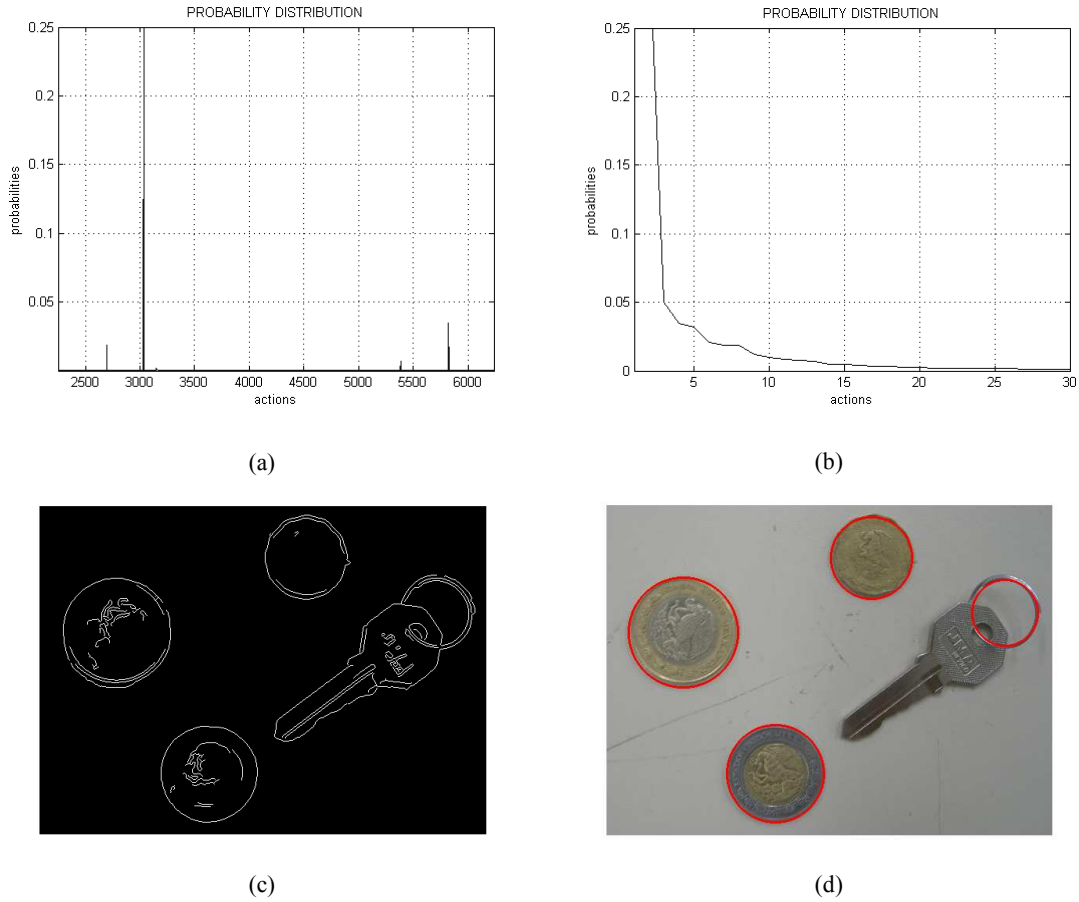 PROBABILITY DISTRIBUTION
0.25
0.2
0.15
0.1
0.05
probabilities
2500 3000 3500 4000 4500 5000 5500 6000
actions
(a)
PROBABILITY DISTRIBUTION
0.25
0.2
0.15
0.1
0.05
0
probabilities
5 10 15 20 25 30
actions
(b)
(c)
(d)